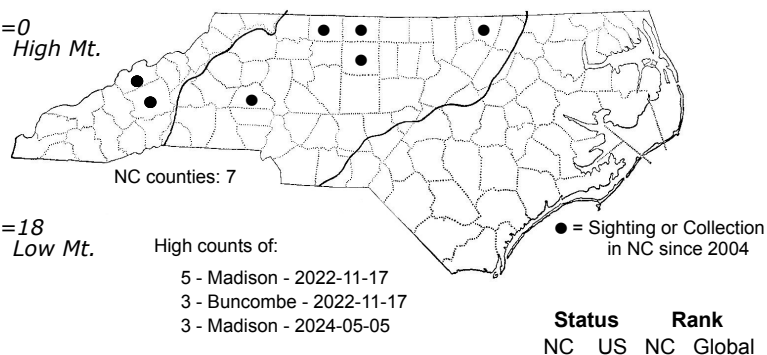 =0
High Mt.
NC counties: 7
=18
Low Mt.
High counts of:
5 - Madison - 2022-11-17
3 - Buncombe - 2022-11-17
3 - Madison - 2024-05-05
● = Sighting or Collection
in NC since 2004
Status Rank
NC US NC Global